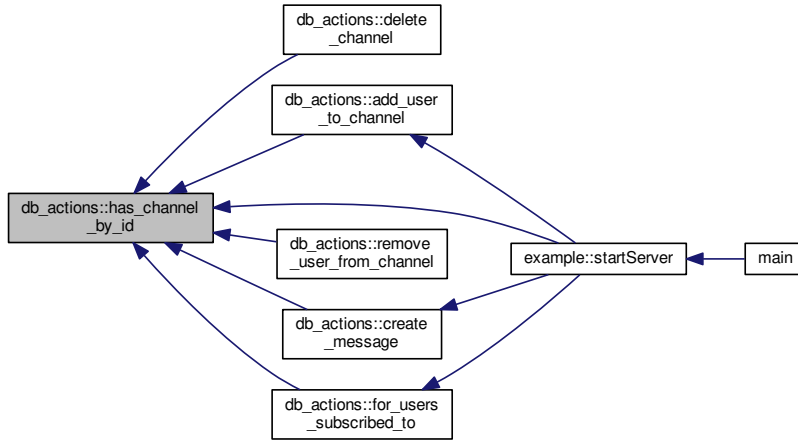 db_actions::delete
_channel
db_actions::add_user
_to_channel
db_actions::has_channel
_by_id
db_actions::remove
_user_from_channel
example::startServer
main
db_actions::create
_message
db_actions::for_users
_subscribed_to